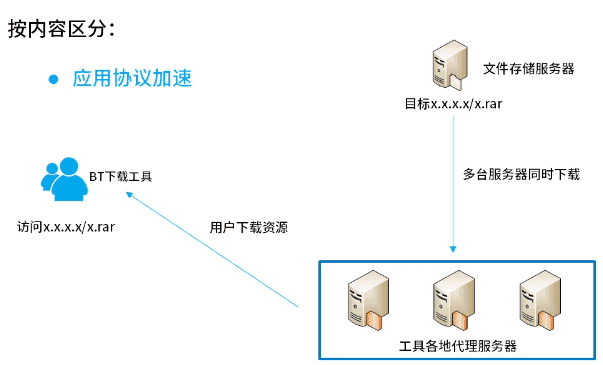 按内容区分：
● 应用协议加速
文件存储服务器
目标x.x.x.x/x.rar
BT下载工具
多台服务器同时下载
访问x.x.x.x/x.rar
用户下载资源
工具各地代理服务器